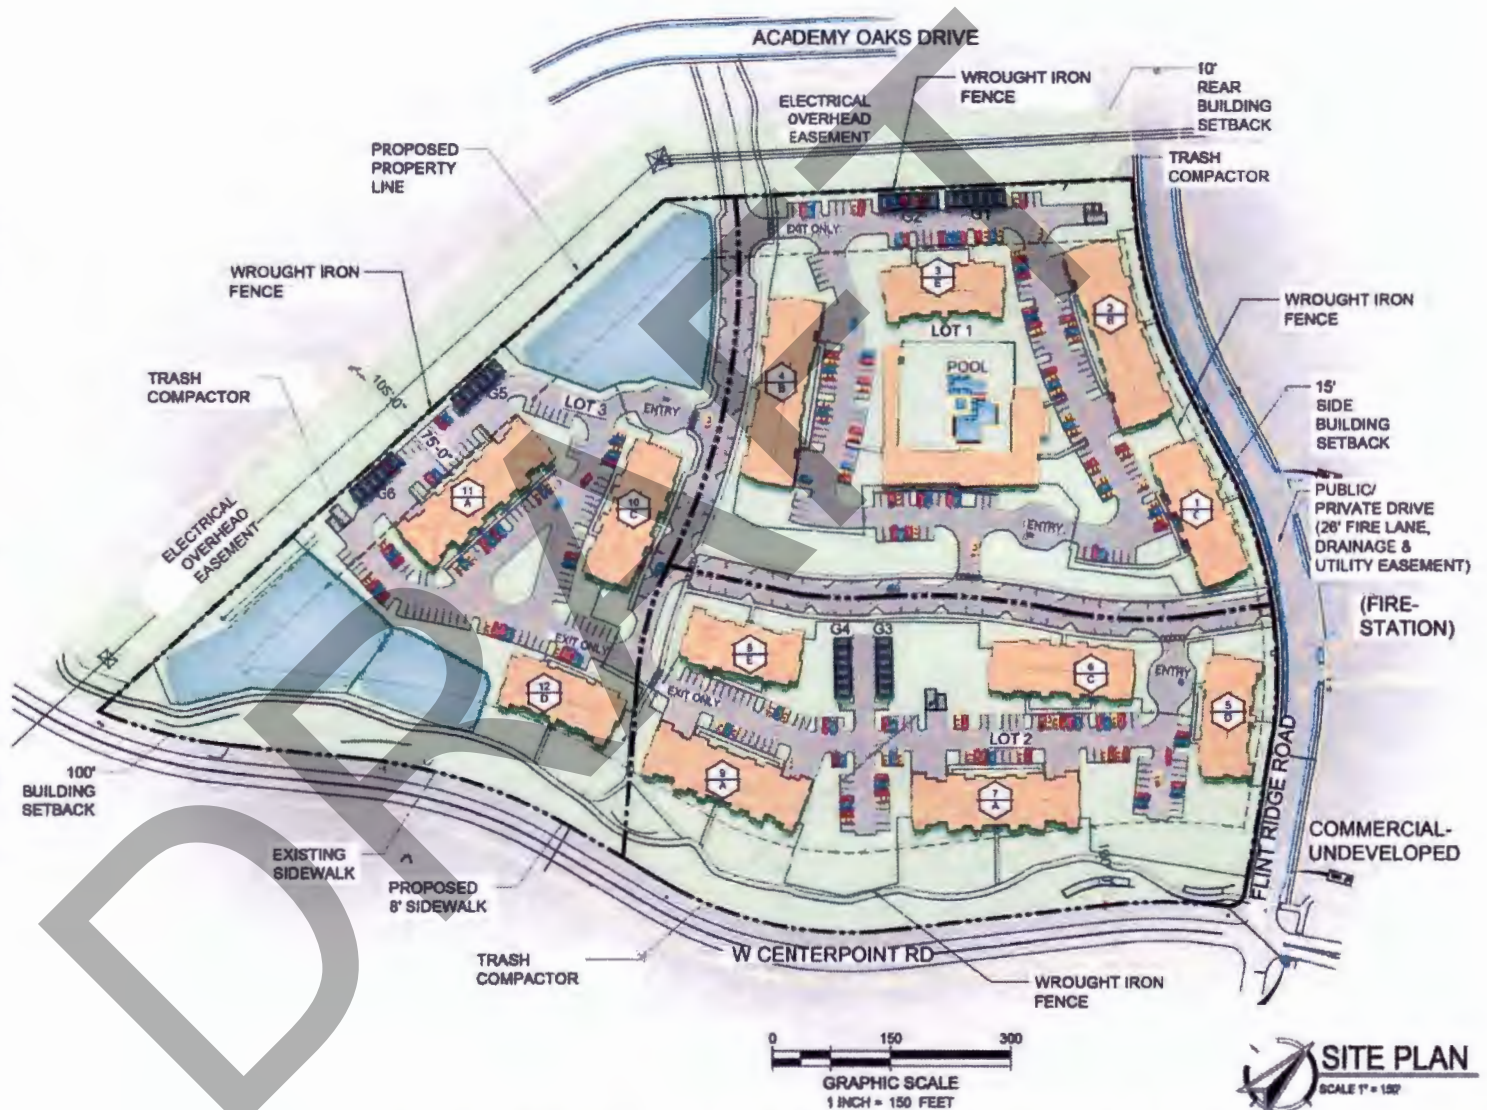 ACADEMY OAKS DRIVE
WROUGHT IRON
FENCE
10'
REAR
BUILDING
SETBACK
ELECTRICAL
OVERHEAD
EASEMENT
PROPOSED
PROPERTY
LINE
TRASH
COMPACTOR
G2
G1
EXIT ONLY
WROUGHT IRON
FENCE
3
E
2
B
LOT 1
WROUGHT IRON
FENCE
TRASH
COMPACTOR
105'-0"
POOL
4
B
15'
SIDE
BUILDING
SETBACK
G5
LOT 3
ENTRY
75'-0"
G6
11
A
10
C
1
C
PUBLIC/
PRIVATE DRIVE
(26' FIRE LANE,
DRAINAGE &
UTILITY EASEMENT)
ENTRY
ELECTRICAL
OVERHEAD
EASEMENT
(FIRE-
STATION)
G4
G3
EXIT ONLY
8
E
6
C
ENTRY
12
D
EXIT ONLY
5
D
LOT 2
9
A
7
A
100'
BUILDING
SETBACK
FLINT RIDGE ROAD
COMMERCIAL-
UNDEVELOPED
EXISTING
SIDEWALK
PROPOSED
8' SIDEWALK
W CENTERPOINT RD
TRASH
COMPACTOR
WROUGHT IRON
FENCE
0
150
300
GRAPHIC SCALE
1 INCH = 150 FEET
SITE PLAN
SCALE 1" = 150'
DRAFT